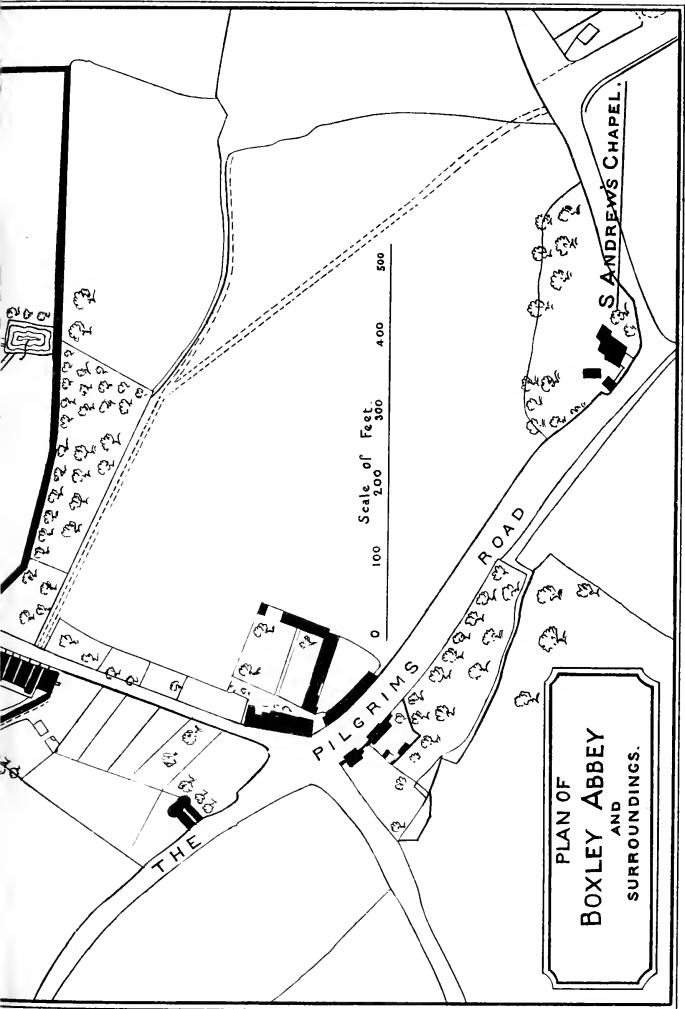 PLAN OF
BOXLEY ABBEY
AND
SURROUNDINGS.
THE PILGRIMS ROAD
S ANDREW'S CHAPEL.
Scale of Feet.
0 100 200 300 400 500